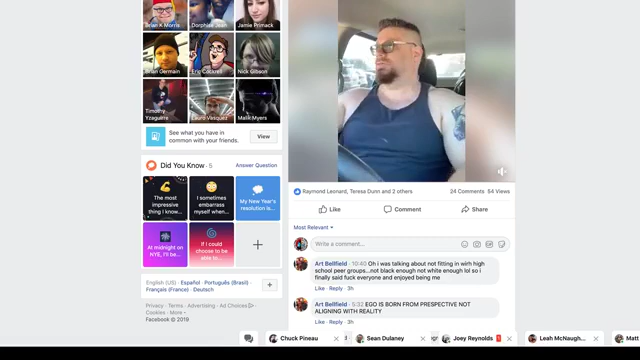 Brian K Morris
Dorphise Jean
Jamie Primack
Brian Germain
Eric Cotares
Nick Gibson
Timothy
Yzaguirre
Laura Vasquez
Malik Myers
See what you have in
common with your friends.
View
Did You Know · 5
Answer Question
The most
impressive
thing I know...
I sometimes
embarrass
myself when...
My New Year's
resolution is...
At midnight on
NYE, I'll be...
If I could
choose to be
able to...
English (US) · Español · Português (Brasil) ·
Français (France) · Deutsch
Privacy · Terms · Advertising · Ad Choices ·
Cookies · More
Facebook © 2019
Raymond Leonard, Teresa Dunn and 2 others
24 Comments 54 Views
Like
Comment
Share
Most Relevant
Write a comment...
Art Bellfield · 10:40 Oh i was talking about not fitting in wirh high
school peer groups...not black enough not white enough lol so i
finally said fuck everyone and enjoyed being me
Like · Reply · 3h
Art Bellfield · 5:32 EGO IS BORN FROM PRESPECTIVE NOT
ALIGNING WITH REALITY
Like · Reply · 3h
Chuck Pineau
Sean Dulaney
Joey Reynolds
1
Leah McNaugh...
Matt